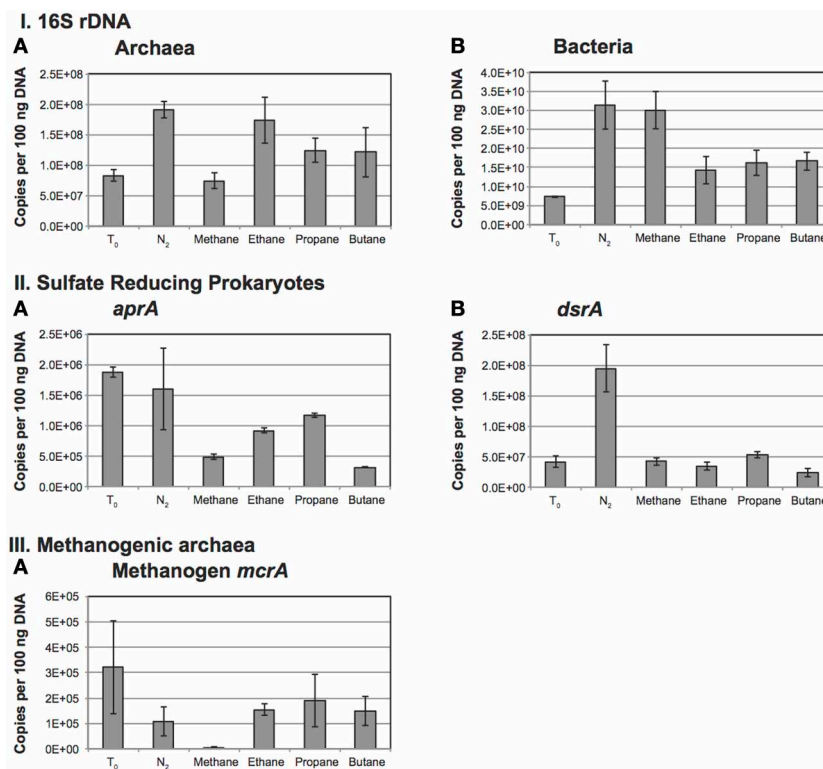 I. 16S rDNA
A
Archaea
Copies per 100 ng DNA
2.5E+08
2.0E+08
1.5E+08
1.0E+08
5.0E+07
0.0E+00
T₀ N₂ Methane Ethane Propane Butane
B
Bacteria
Copies per 100 ng DNA
4.0E+10
3.5E+10
3.0E+10
2.5E+10
2.0E+10
1.5E+10
1.0E+10
5.0E+09
0.0E+00
T₀ N₂ Methane Ethane Propane Butane
II. Sulfate Reducing Prokaryotes
A
aprA
Copies per 100 ng DNA
2.5E+06
2.0E+06
1.5E+06
1.0E+06
5.0E+05
0.0E+00
T₀ N₂ Methane Ethane Propane Butane
B
dsrA
Copies per 100 ng DNA
2.5E+08
2.0E+08
1.5E+08
1.0E+08
5.0E+07
0.0E+00
T₀ N₂ Methane Ethane Propane Butane
III. Methanogenic archaea
A
Methanogen mcrA
Copies per 100 ng DNA
6E+05
5E+05
4E+05
3E+05
2E+05
1E+05
0E+00
T₀ N₂ Methane Ethane Propane Butane